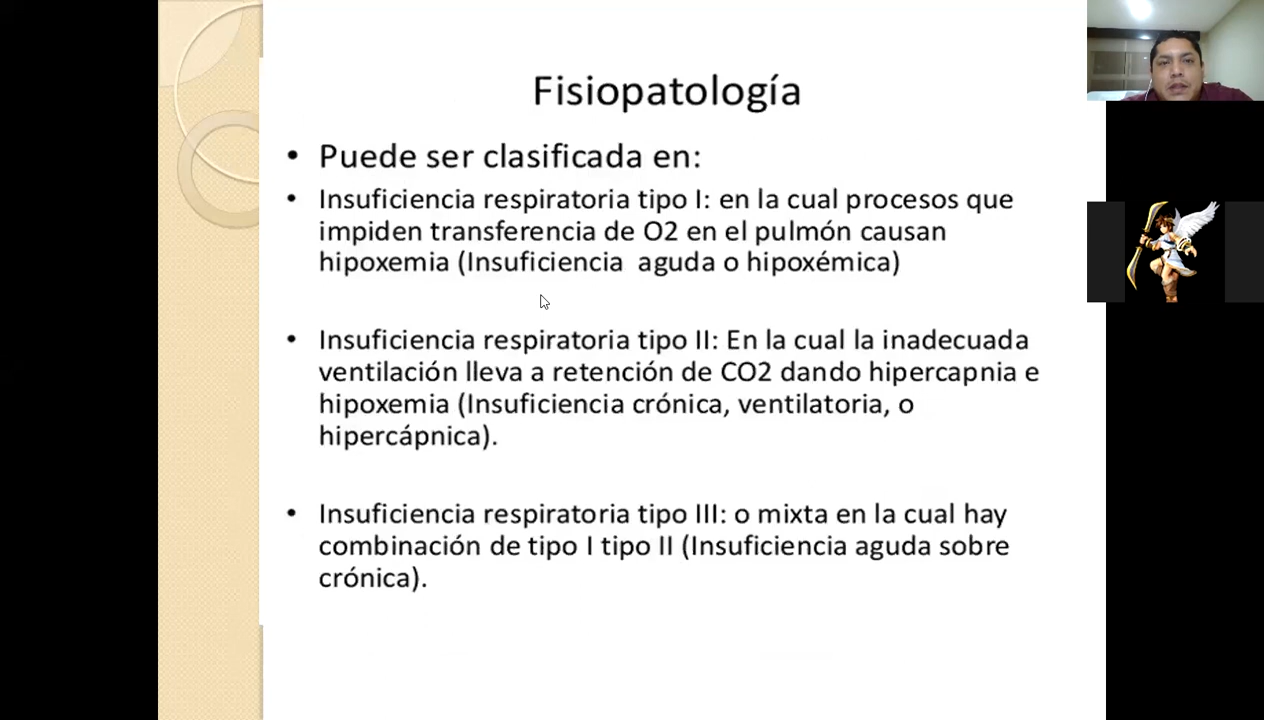 Fisiopatología
• Puede ser clasificada en:
• Insuficiencia respiratoria tipo I: en la cual procesos que
impiden transferencia de O2 en el pulmón causan
hipoxemia (Insuficiencia  aguda o hipoxémica)
• Insuficiencia respiratoria tipo II: En la cual la inadecuada
ventilación lleva a retención de CO2 dando hipercapnia e
hipoxemia (Insuficiencia crónica, ventilatoria, o
hipercápnica).
• Insuficiencia respiratoria tipo III: o mixta en la cual hay
combinación de tipo I tipo II (Insuficiencia aguda sobre
crónica).